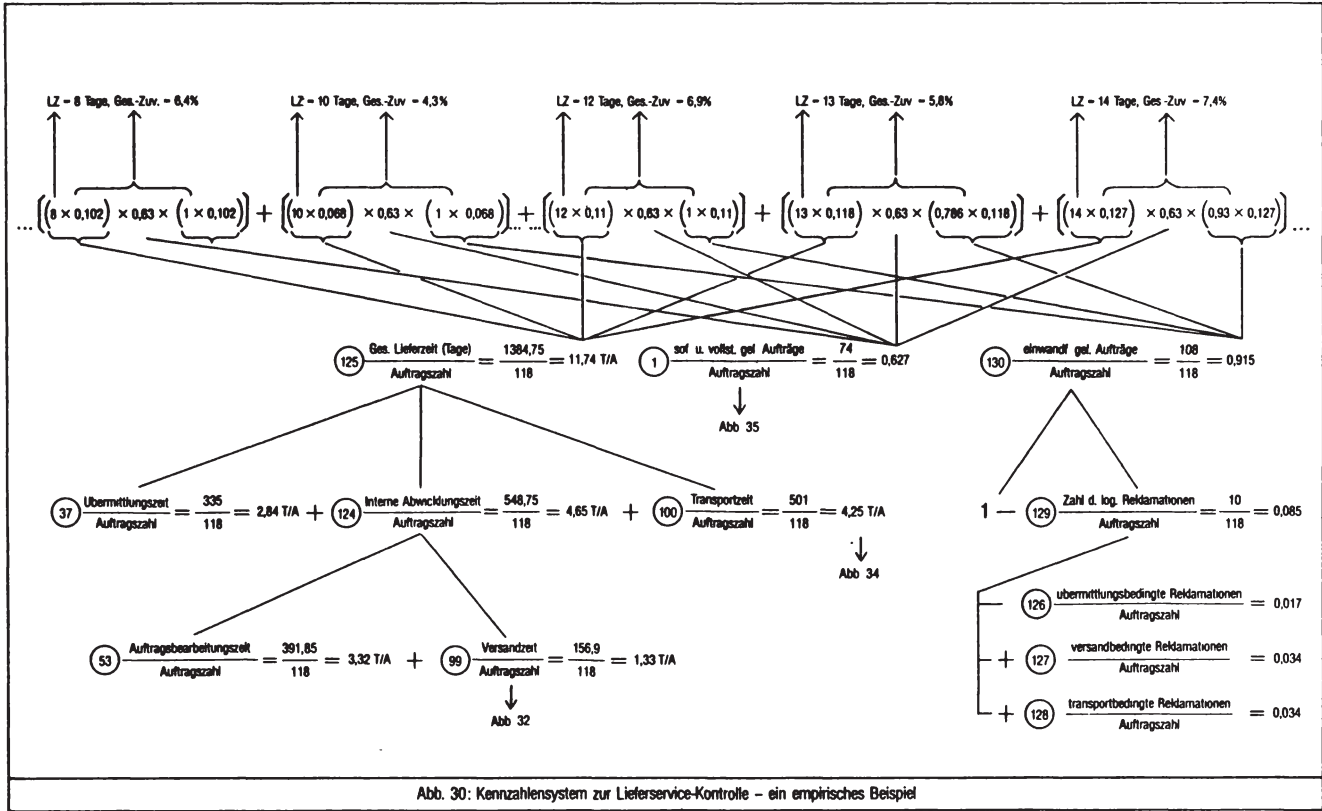 LZ – 8 Tage, Ges.-Zuv. – 6,4%
LZ – 10 Tage, Ges.-Zuv – 4,3%
LZ – 12 Tage, Ges.-Zuv – 6,9%
LZ – 13 Tage, Ges.-Zuv – 5,8%
LZ – 14 Tage, Ges.-Zuv – 7,4%
... [(8 × 0,102) × 0,63 × (1 × 0,102)] + [(10 × 0,068) × 0,63 × (1 × 0,068)] ... ... + [(12 × 0,11) × 0,63 × (1 × 0,11)] + [(13 × 0,118) × 0,63 × (0,786 × 0,118)] + [(14 × 0,127) × 0,63 × (0,93 × 0,127)] ...
125 Ges. Lieferzeit (Tage) / Auftragszahl = 1384,75 / 118 = 11,74 T/A
1 sof u. vollst. gel Aufträge / Auftragszahl = 74 / 118 = 0,627
130 einwandf gel. Aufträge / Auftragszahl = 108 / 118 = 0,915
Abb 35
37 Ubermittlungszeit / Auftragszahl = 335 / 118 = 2,84 T/A + 124 Interne Abwicklungszeit / Auftragszahl = 548,75 / 118 = 4,65 T/A + 100 Transportzeit / Auftragszahl = 501 / 118 = 4,25 T/A
1 – 129 Zahl d. log. Reklamationen / Auftragszahl = 10 / 118 = 0,085
Abb 34
126 ubermittlungsbedingte Reklamationen / Auftragszahl = 0,017
53 Auftragsbearbeitungszeit / Auftragszahl = 391,85 / 118 = 3,32 T/A + 99 Versandzeit / Auftragszahl = 156,9 / 118 = 1,33 T/A
+ 127 versandbedingte Reklamationen / Auftragszahl = 0,034
+ 128 transportbedingte Reklamationen / Auftragszahl = 0,034
Abb 32
Abb. 30: Kennzahlensystem zur Lieferservice-Kontrolle – ein empirisches Beispiel